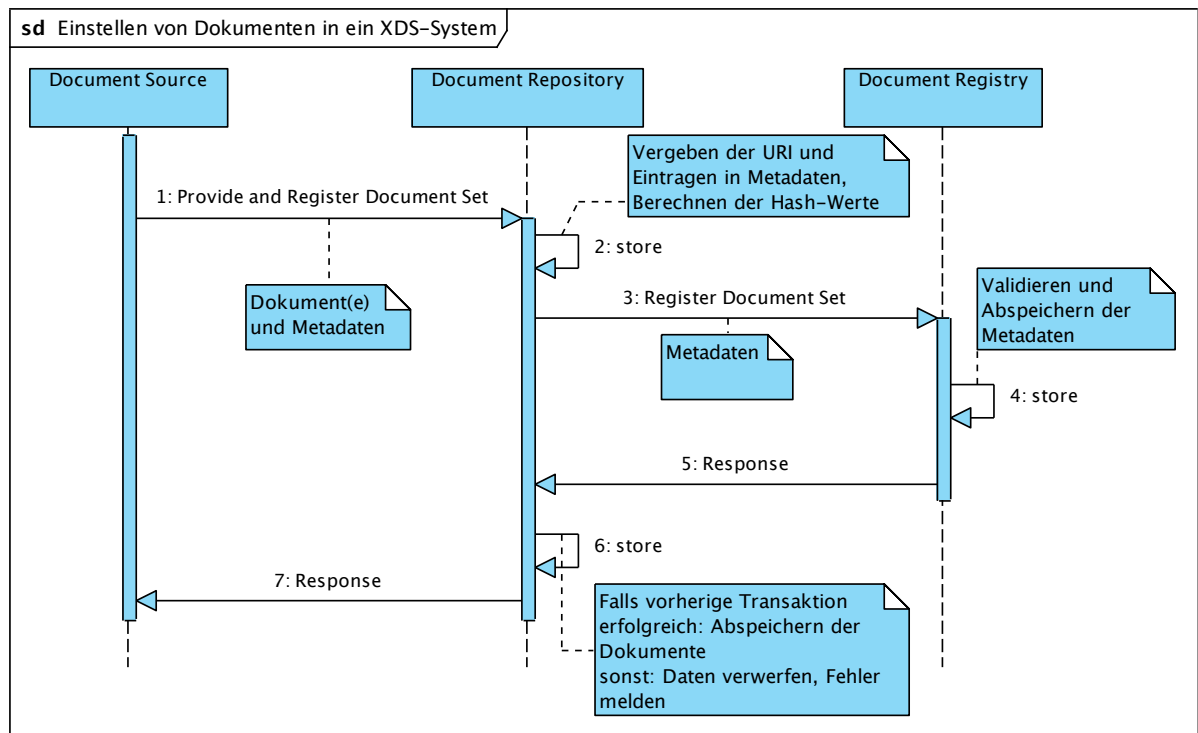 sd Einstellen von Dokumenten in ein XDS-System
Document Source
Document Repository
Document Registry
Vergeben der URI und
Eintragen in Metadaten,
Berechnen der Hash-Werte
1: Provide and Register Document Set
2: store
Dokument(e)
und Metadaten
3: Register Document Set
Validieren und
Abspeichern der
Metadaten
Metadaten
4: store
5: Response
6: store
7: Response
Falls vorherige Transaktion
erfolgreich: Abspeichern der
Dokumente
sonst: Daten verwerfen, Fehler
melden